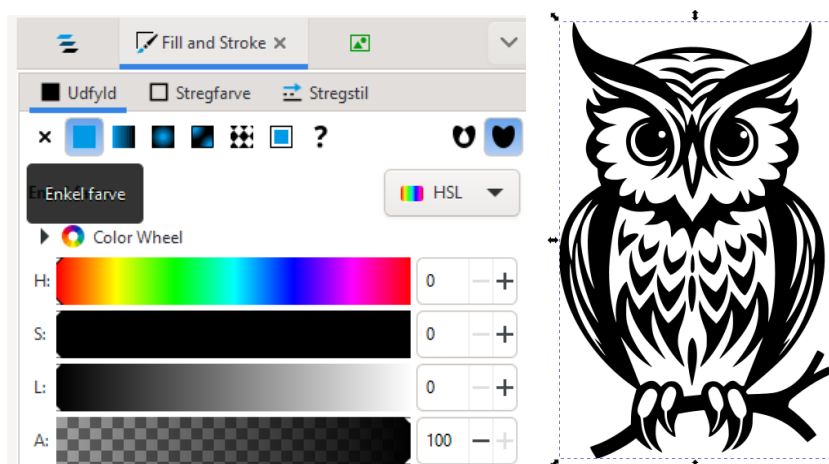 Fill and Stroke
Udfyld Stregfarve Stregstil
?
Enkel farve
HSL
Color Wheel
H: 0
S: 0
L: 0
A: 100